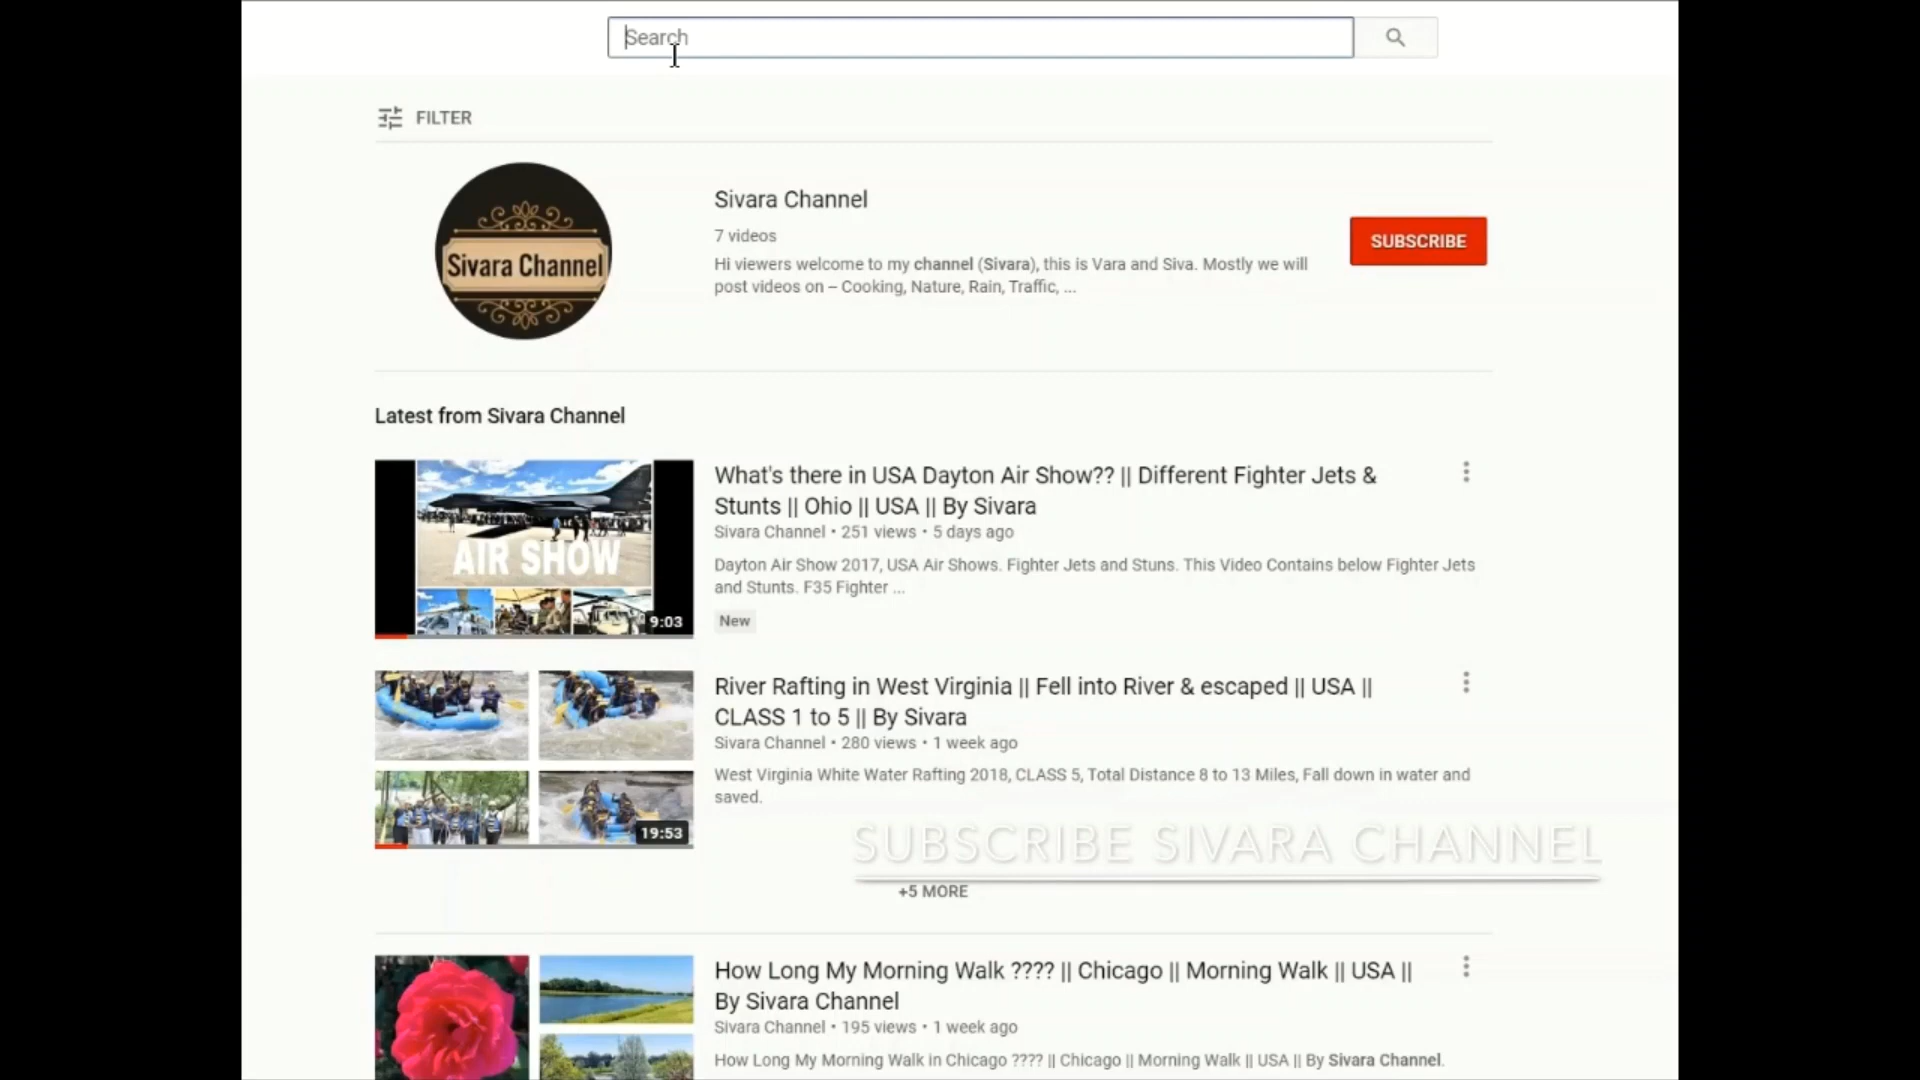 Search
FILTER
Sivara Channel
Sivara Channel
7 videos
Hi viewers welcome to my channel (Sivara), this is Vara and Siva. Mostly we will
post videos on – Cooking, Nature, Rain, Traffic, ...
SUBSCRIBE
Latest from Sivara Channel
AIR SHOW
9:03
What's there in USA Dayton Air Show?? || Different Fighter Jets &
Stunts || Ohio || USA || By Sivara
Sivara Channel • 251 views • 5 days ago
Dayton Air Show 2017, USA Air Shows. Fighter Jets and Stuns. This Video Contains below Fighter Jets
and Stunts. F35 Fighter ...
New
19:53
River Rafting in West Virginia || Fell into River & escaped || USA ||
CLASS 1 to 5 || By Sivara
Sivara Channel • 280 views • 1 week ago
West Virginia White Water Rafting 2018, CLASS 5, Total Distance 8 to 13 Miles, Fall down in water and
saved.
SUBSCRIBE SIVARA CHANNEL
+5 MORE
How Long My Morning Walk ???? || Chicago || Morning Walk || USA ||
By Sivara Channel
Sivara Channel • 195 views • 1 week ago
How Long My Morning Walk in Chicago ???? || Chicago || Morning Walk || USA || By Sivara Channel.